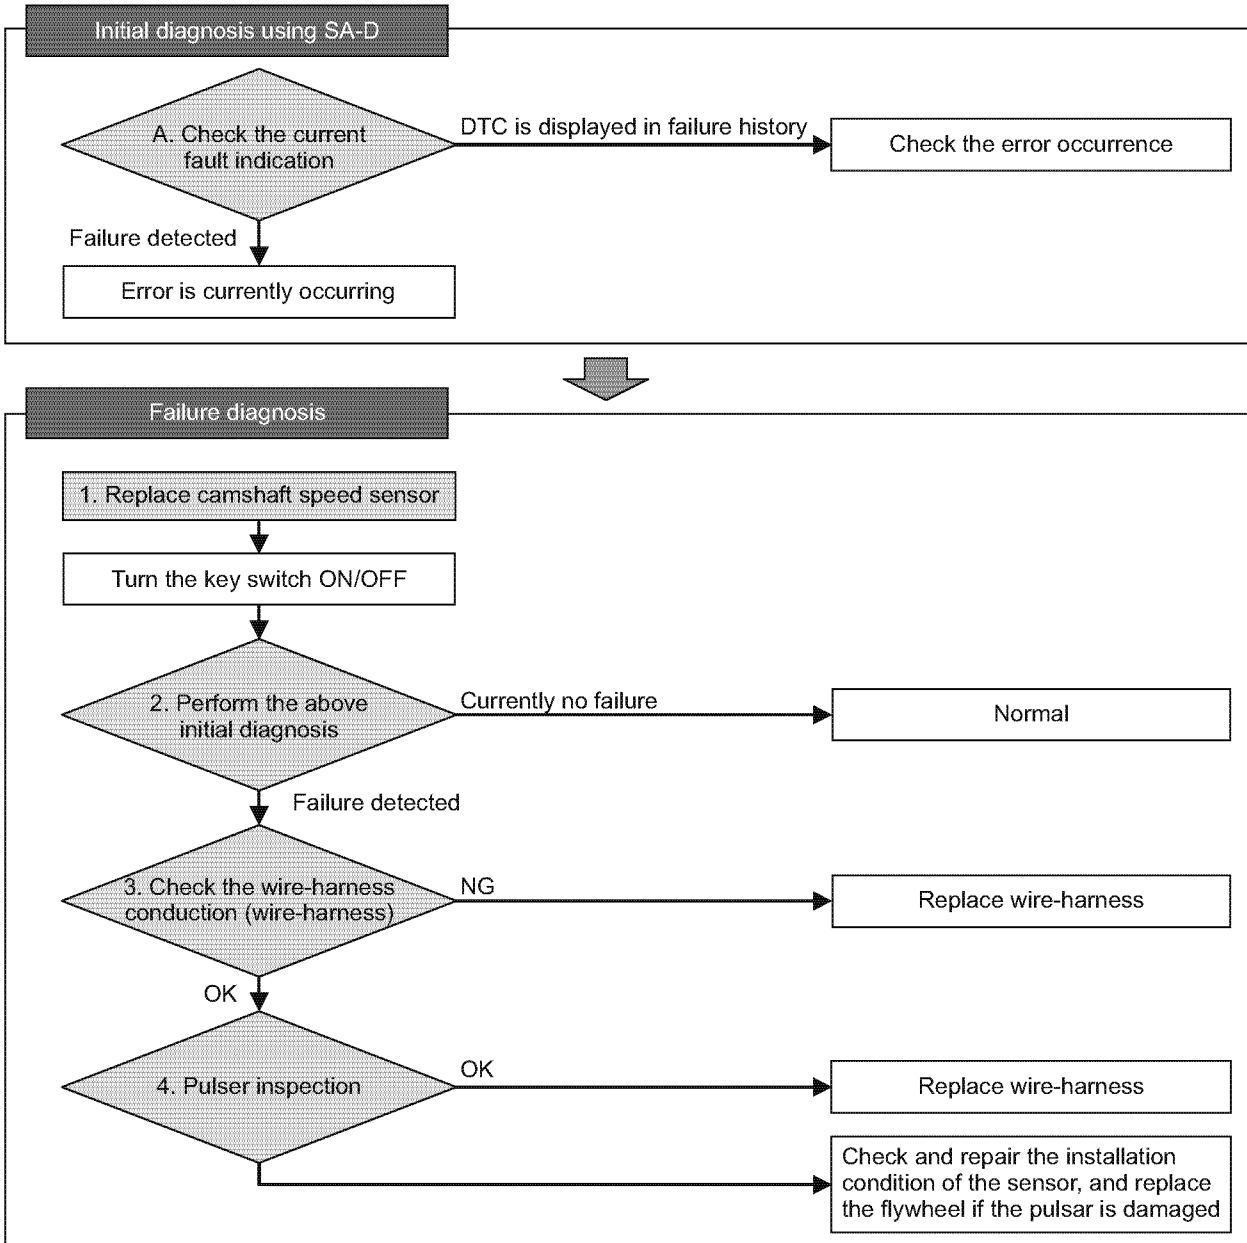 Initial diagnosis using SA-D
A. Check the current
fault indication
DTC is displayed in failure history
Check the error occurrence
Failure detected
Error is currently occurring
Failure diagnosis
1. Replace camshaft speed sensor
Turn the key switch ON/OFF
2. Perform the above
initial diagnosis
Currently no failure
Normal
Failure detected
3. Check the wire-harness
conduction (wire-harness)
NG
Replace wire-harness
OK
4. Pulser inspection
OK
Replace wire-harness
Check and repair the installation
condition of the sensor, and replace
the flywheel if the pulsar is damaged